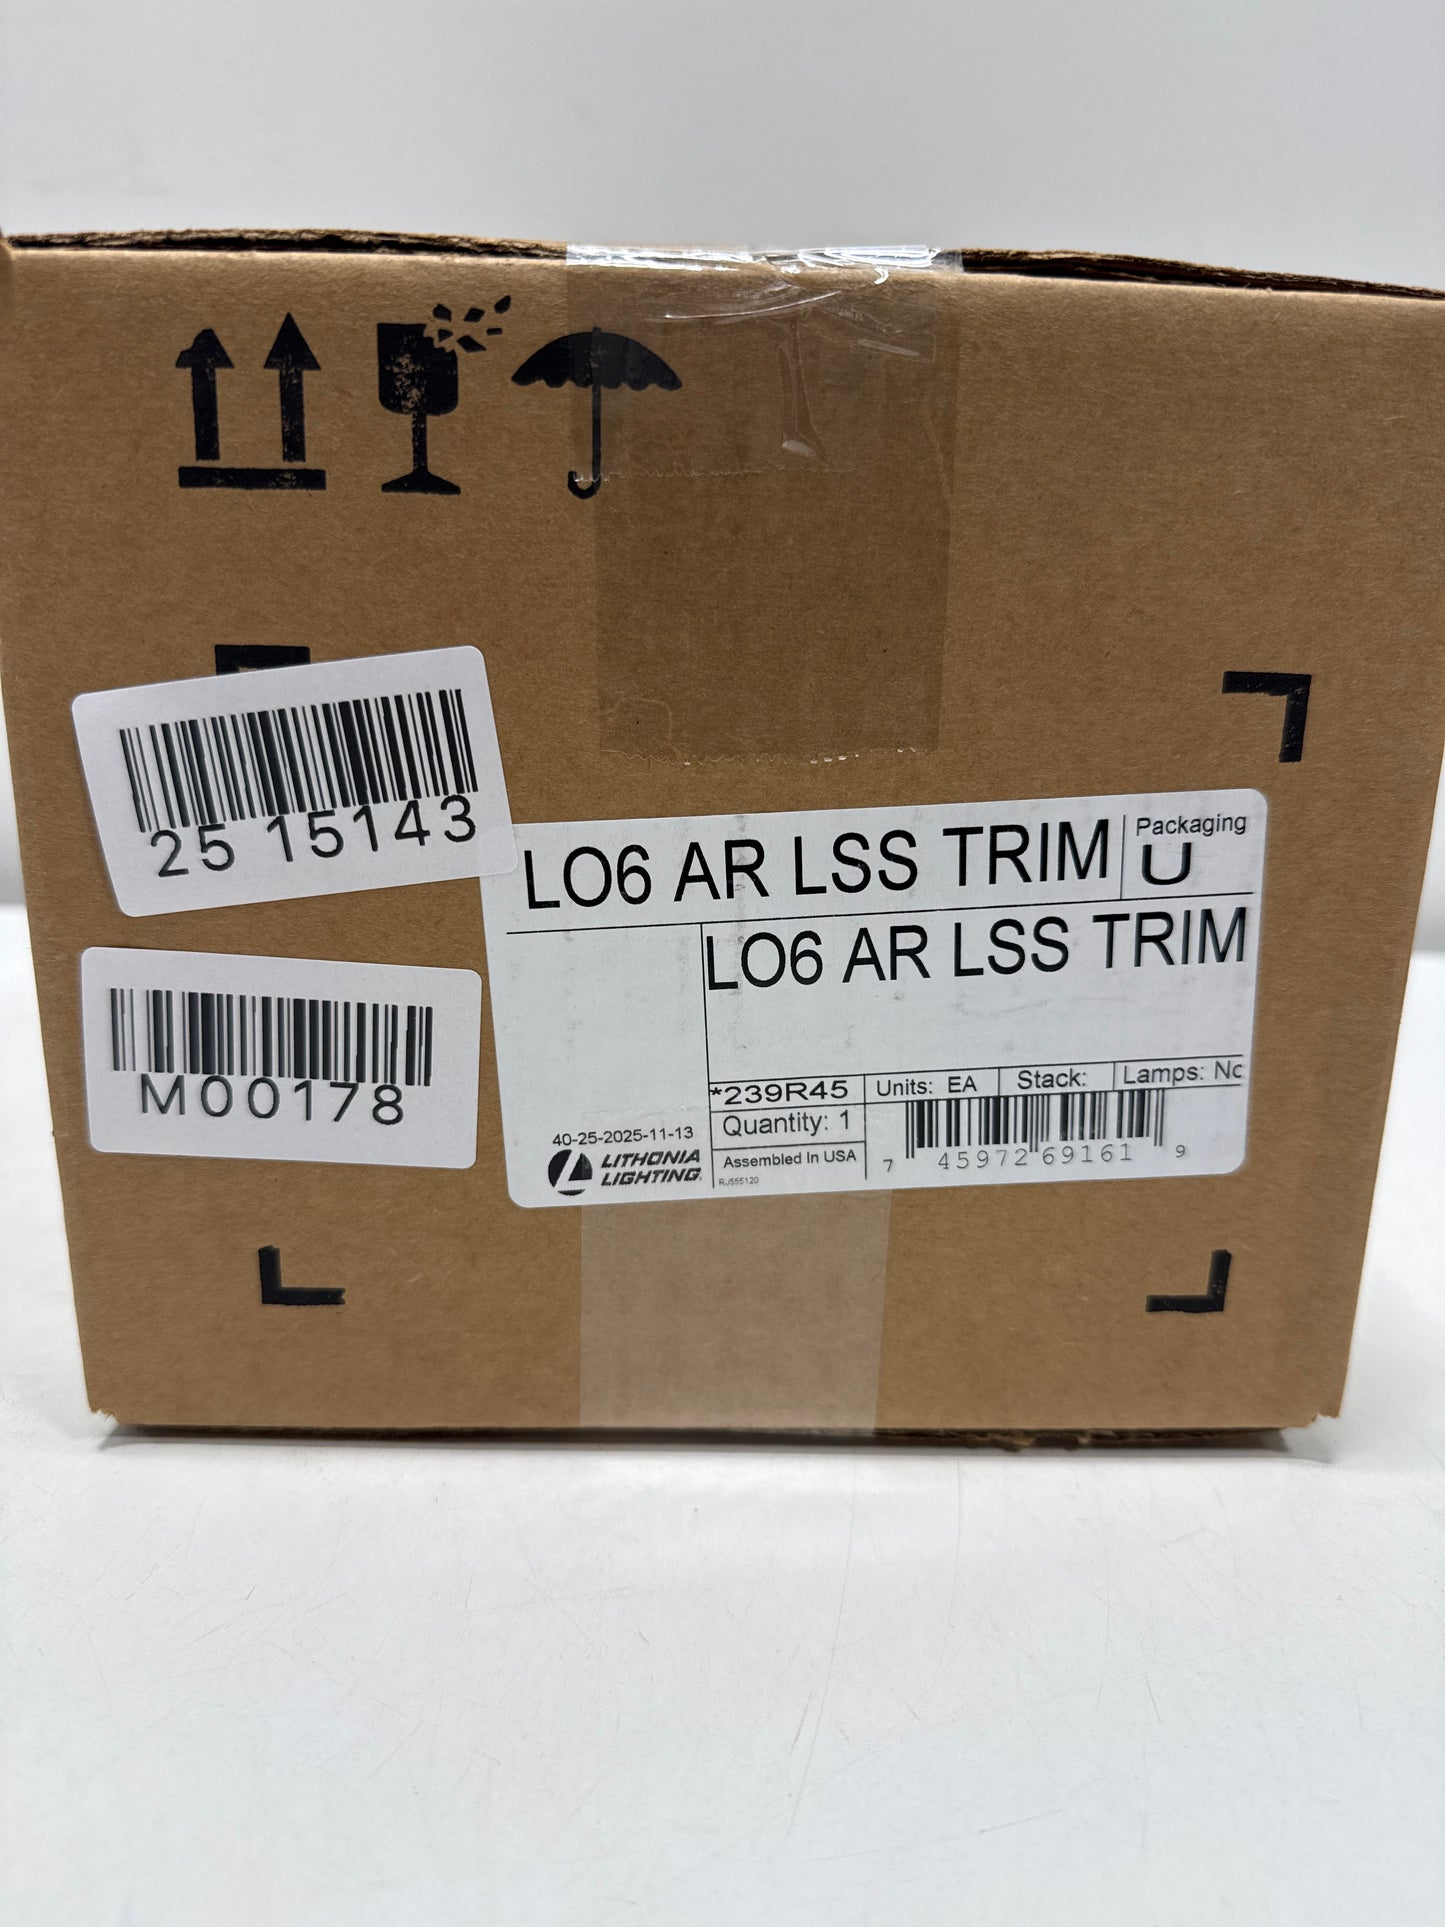 25 15143
M00178
LO6 AR LSS TRIM
Packaging
U
LO6 AR LSS TRIM
*239R45
Units: EA
Stack:
Lamps: Nc
Quantity: 1
Assembled In USA
RJ555120
40-25-2025-11-13
LITHONIA
LIGHTING
7 45972 69161 9